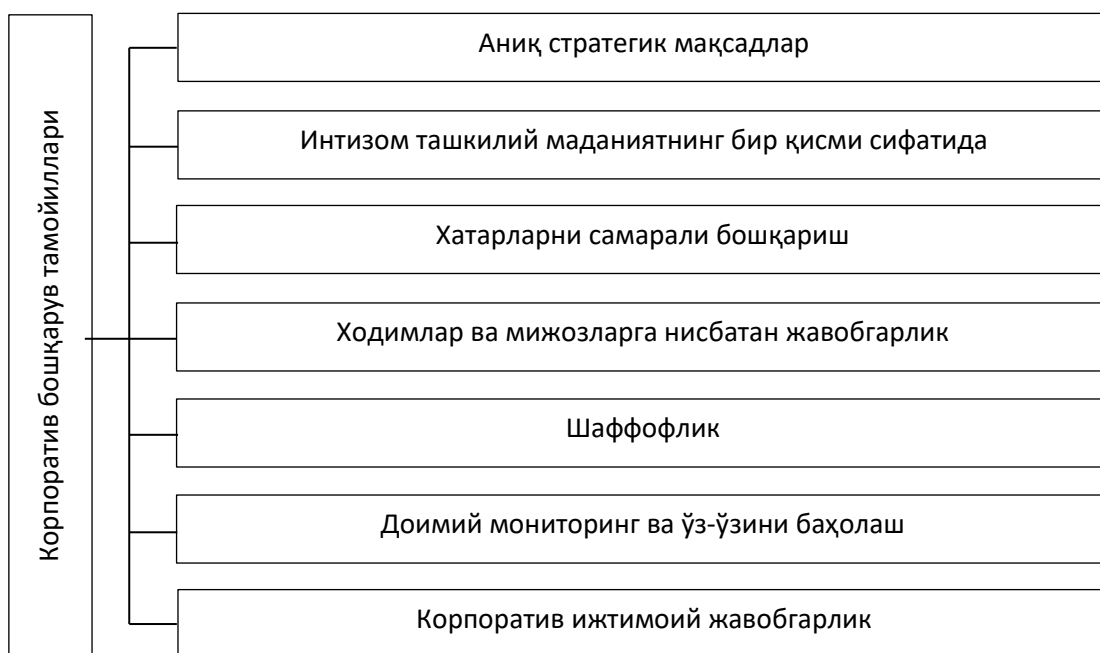 Корпоратив бошқарув тамойиллари
Аниқ стратегик мақсадлар
Интизом ташкилий маданиятнинг бир қисми сифатида
Хатарларни самарали бошқариш
Ходимлар ва мижозларга нисбатан жавобгарлик
Шаффофлик
Доимий мониторинг ва ўз-ўзини баҳолаш
Корпоратив ижтимоий жавобгарлик